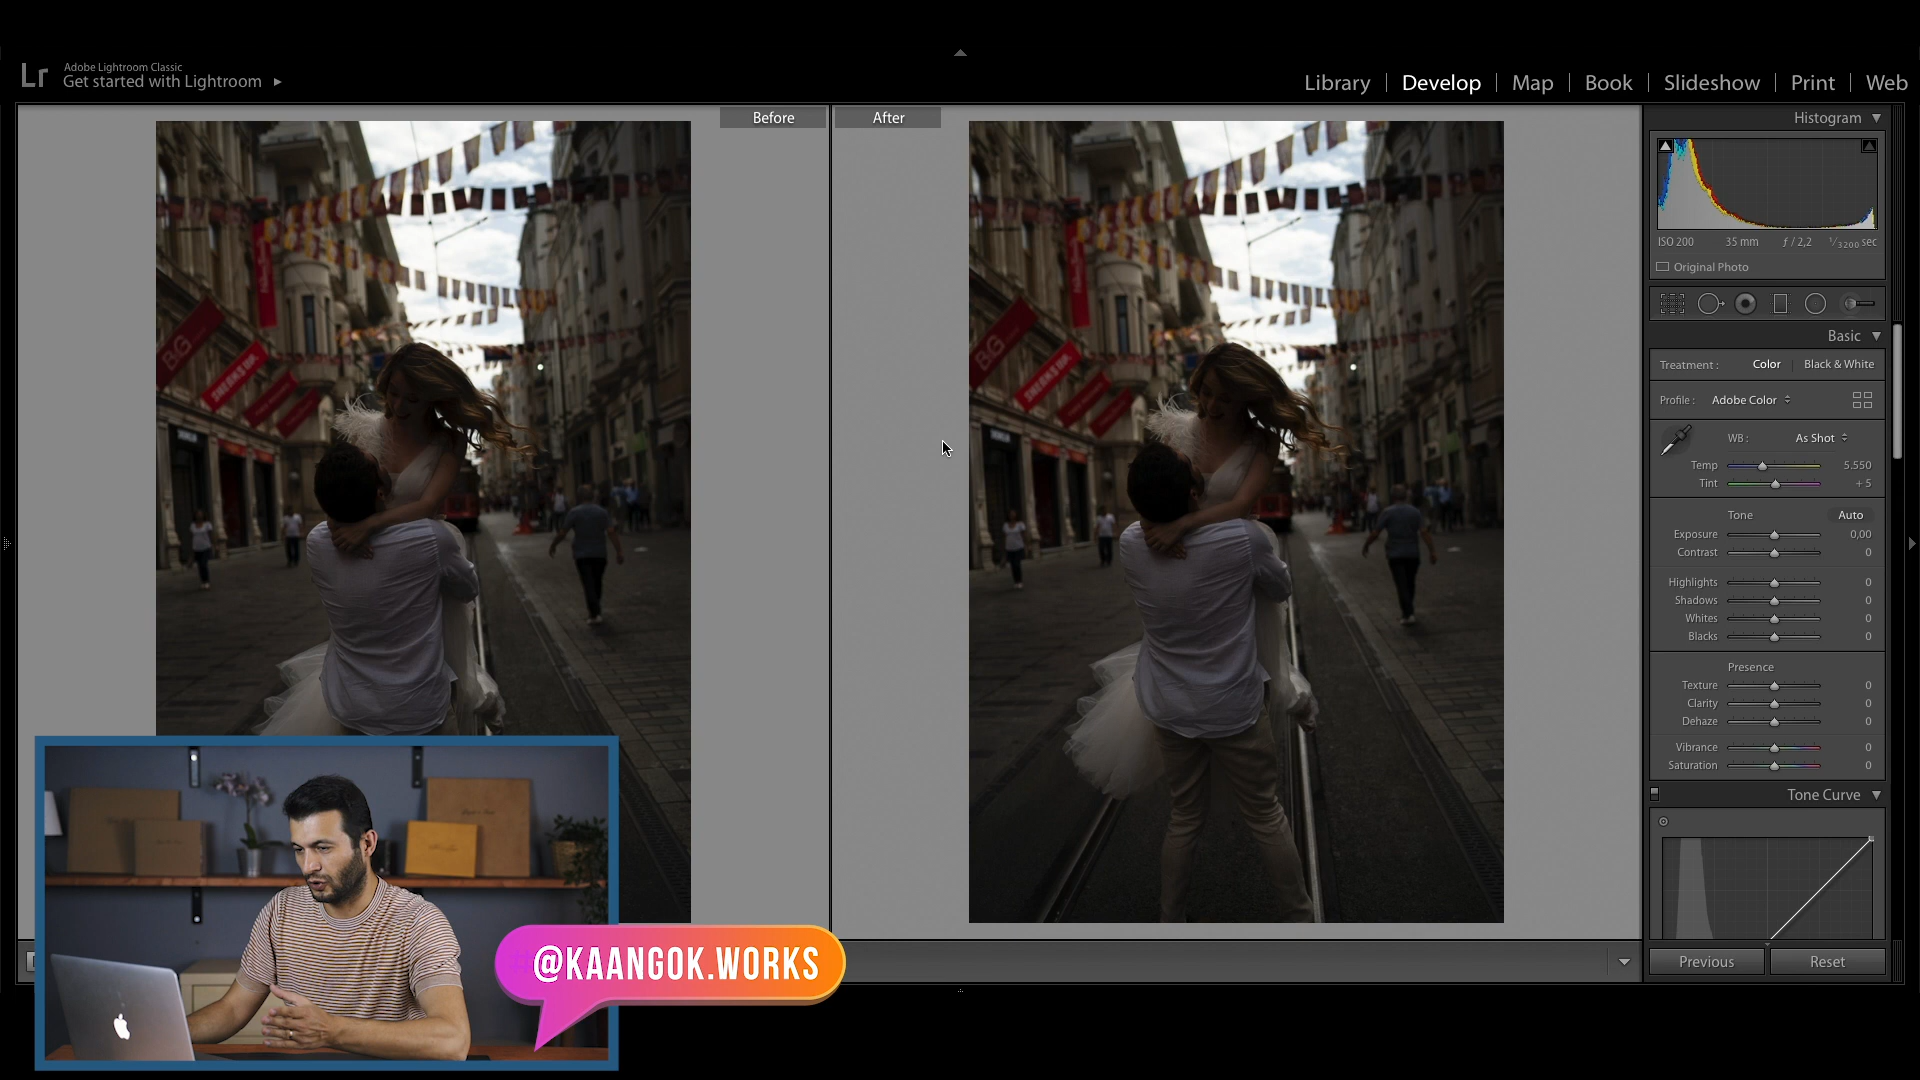 Lr
Adobe Lightroom Classic
Get started with Lightroom
Library | Develop | Map | Book | Slideshow | Print | Web
Before
After
Histogram
ISO 200 35 mm ƒ / 2,2 1/3200 sec
Original Photo
Basic
Treatment : Color | Black & White
Profile : Adobe Color
WB : As Shot
Temp 5.550
Tint + 5
Tone Auto
Exposure 0,00
Contrast 0
Highlights 0
Shadows 0
Whites 0
Blacks 0
Presence
Texture 0
Clarity 0
Dehaze 0
Vibrance 0
Saturation 0
Tone Curve
Previous
Reset
@KAANGOK.WORKS